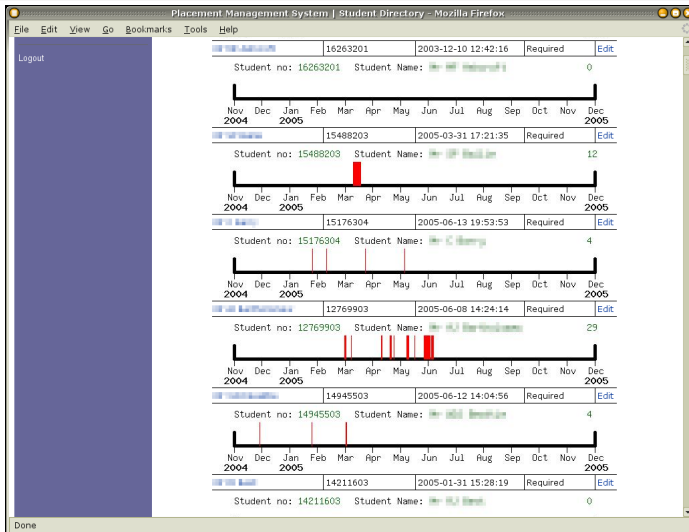 Placement Management System | Student Directory - Mozilla Firefox
File Edit View Go Bookmarks Tools Help
Logout
16263201 2003-12-10 12:42:16 Required Edit
Student no: 16263201 Student Name: 0
Nov Dec Jan Feb Mar Apr May Jun Jul Aug Sep Oct Nov Dec
2004 2005 2005
15488203 2005-03-31 17:21:35 Required Edit
Student no: 15488203 Student Name: 12
Nov Dec Jan Feb Mar Apr May Jun Jul Aug Sep Oct Nov Dec
2004 2005 2005
15176304 2005-06-13 19:53:53 Required Edit
Student no: 15176304 Student Name: 4
Nov Dec Jan Feb Mar Apr May Jun Jul Aug Sep Oct Nov Dec
2004 2005 2005
12769903 2005-06-08 14:24:14 Required Edit
Student no: 12769903 Student Name: 29
Nov Dec Jan Feb Mar Apr May Jun Jul Aug Sep Oct Nov Dec
2004 2005 2005
14945503 2005-06-12 14:04:56 Required Edit
Student no: 14945503 Student Name: 4
Nov Dec Jan Feb Mar Apr May Jun Jul Aug Sep Oct Nov Dec
2004 2005 2005
14211603 2005-01-31 15:28:19 Required Edit
Student no: 14211603 Student Name: 0
Done